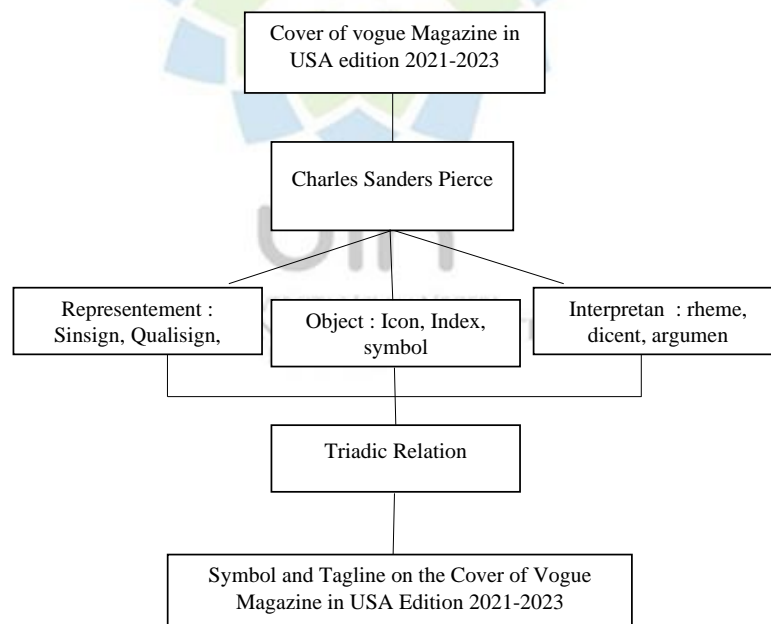 Cover of vogue Magazine in
USA edition 2021-2023
Charles Sanders Pierce
Representement :
Sinsign, Qualisign,
Object : Icon, Index,
symbol
Interpretan : rheme,
dicent, argumen
Triadic Relation
Symbol and Tagline on the Cover of Vogue
Magazine in USA Edition 2021-2023